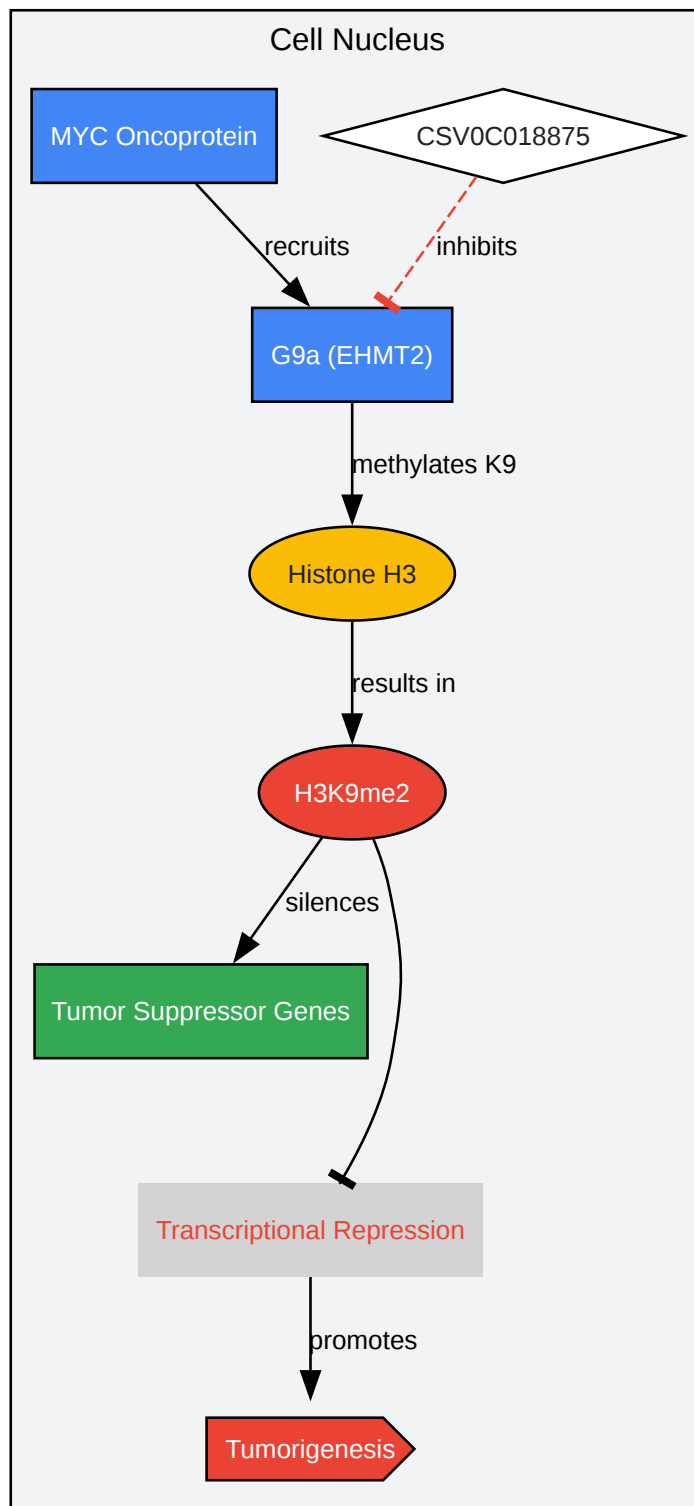 Cell Nucleus
MYC Oncoprotein
CSV0C018875
recruits
inhibits
G9a (EHMT2)
methylates K9
Histone H3
results in
H3K9me2
silences
Tumor Suppressor Genes
Transcriptional Repression
promotes
Tumorigenesis